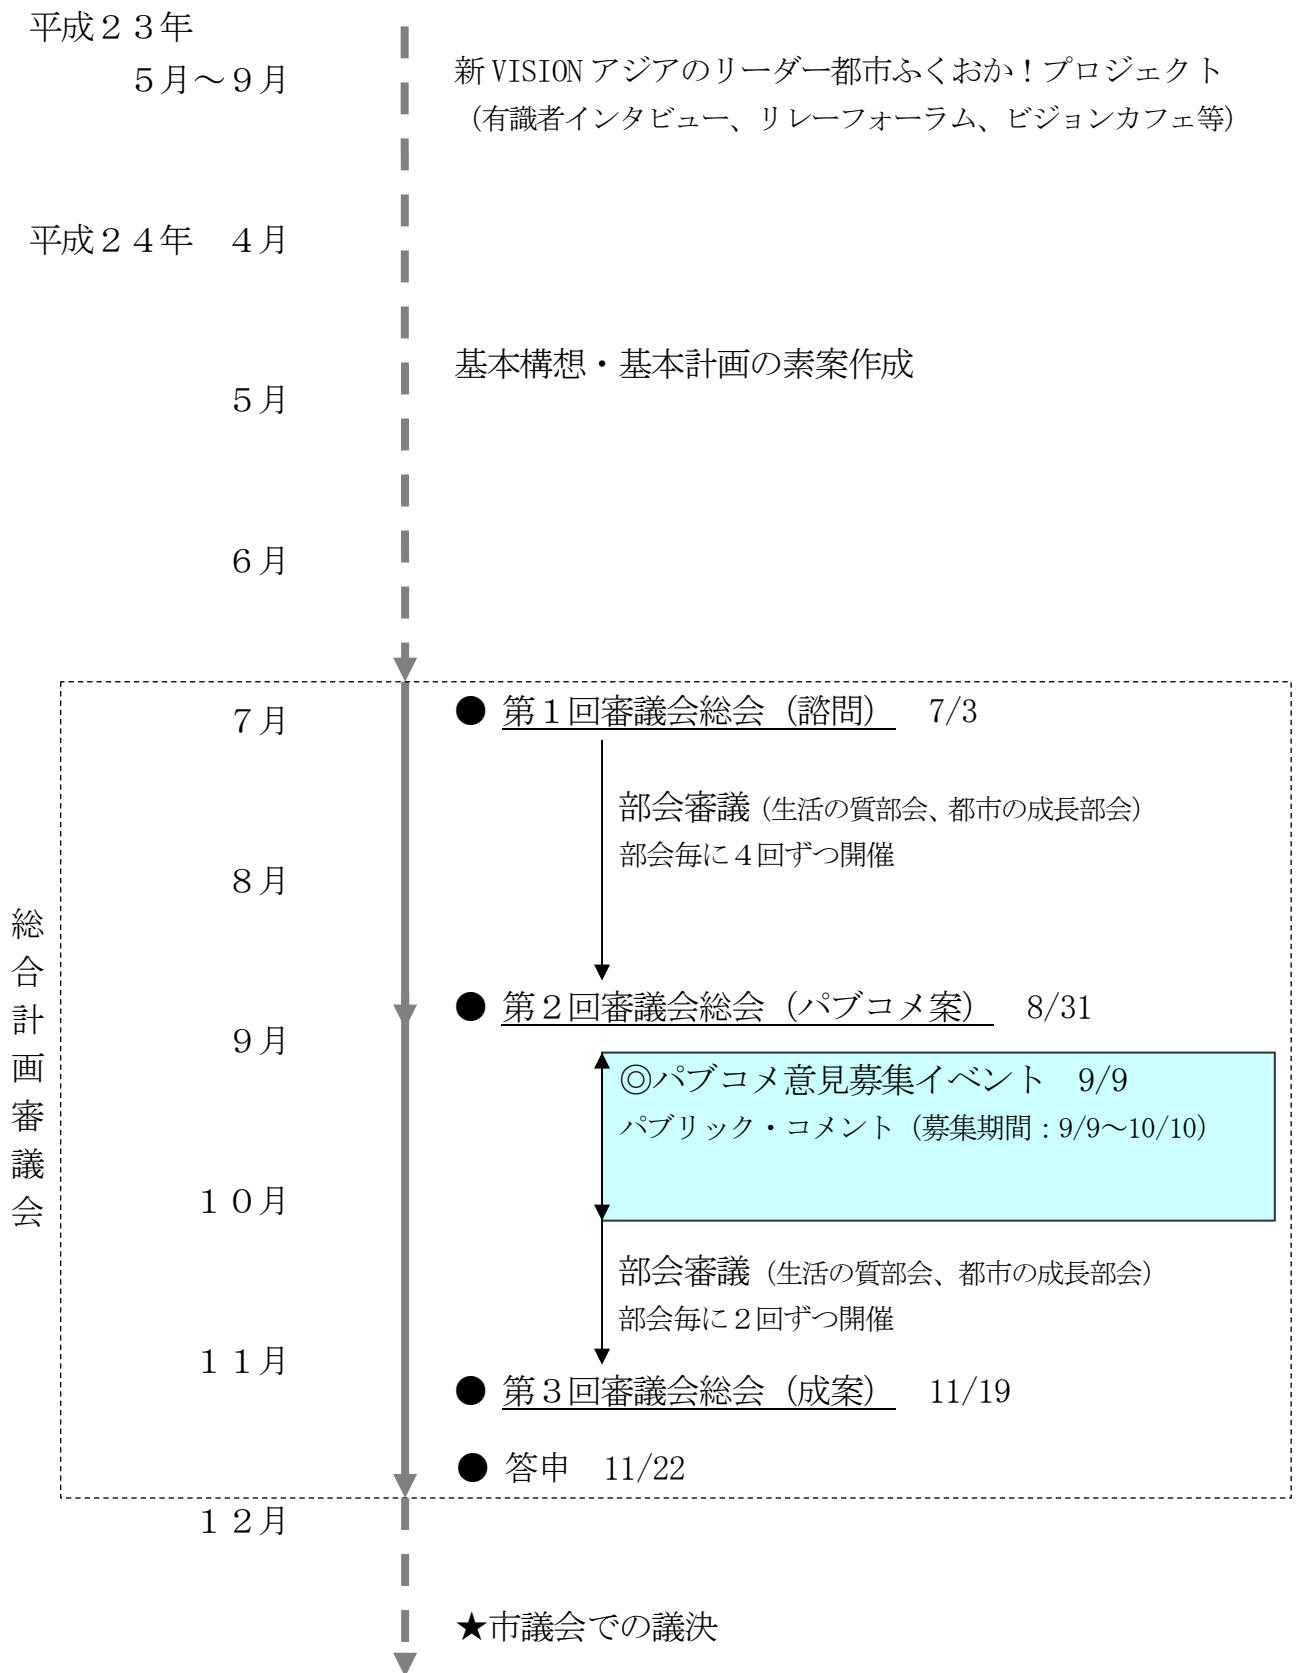 平成２３年
５月～９月
新 VISION アジアのリーダー都市ふくおか！プロジェクト
（有識者インタビュー、リレーフォーラム、ビジョンカフェ等）
平成２４年　４月
基本構想・基本計画の素案作成
５月
６月
総合計画審議会
７月
● 第１回審議会総会（諮問）　7/3
部会審議（生活の質部会、都市の成長部会）
部会毎に４回ずつ開催
８月
● 第２回審議会総会（パブコメ案）　8/31
９月
◎パブコメ意見募集イベント　9/9
パブリック・コメント（募集期間：9/9～10/10）
１０月
部会審議（生活の質部会、都市の成長部会）
部会毎に２回ずつ開催
１１月
● 第３回審議会総会（成案）　11/19
● 答申　11/22
１２月
★市議会での議決